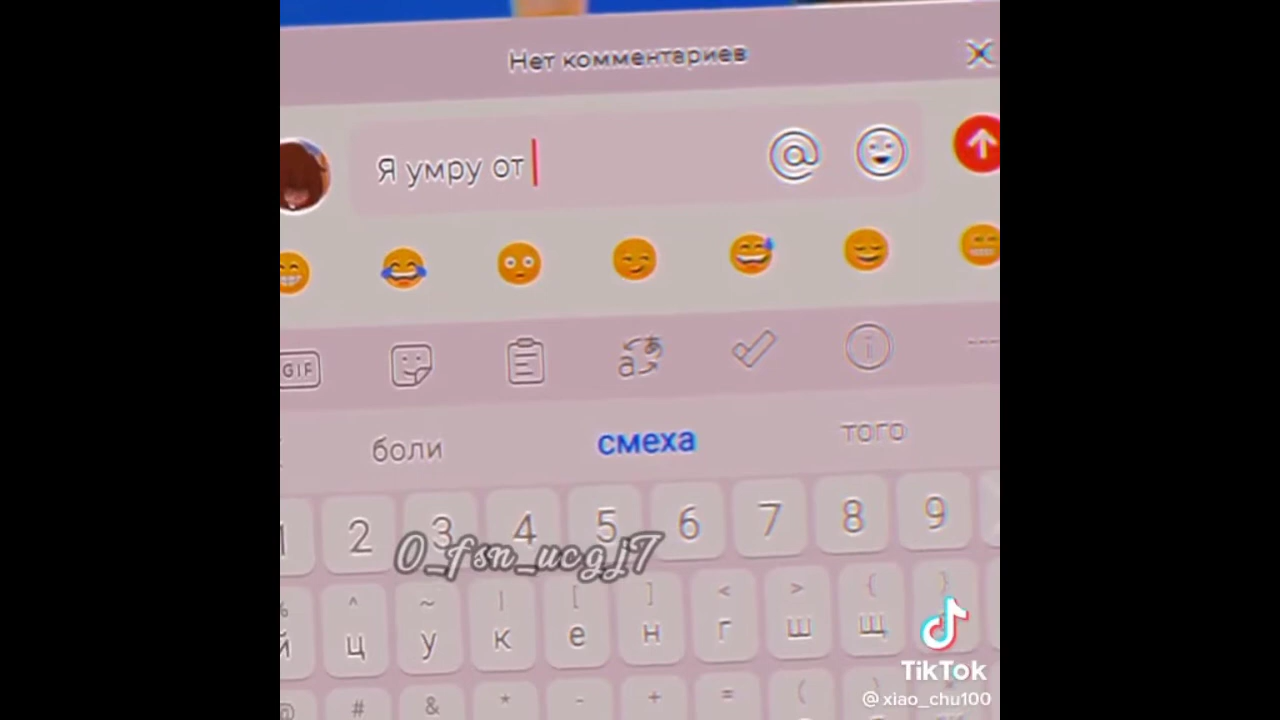 Нет комментариев
Я умру от
GIF
боли смеха того
1 2 3 4 5 6 7 8 9
0_fsn_ucgj7
% ^ ~ | [ ] < > { }
й ц у к е н г ш щ
TikTok
@ # & * - + = ( )
@xiao_chu100